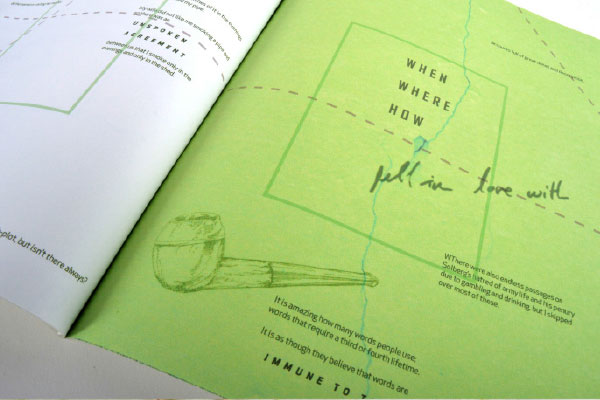 UNSPOKEN
AGREEMENT
-plot, but isn't there always?
WHEN
WHERE
HOW
fell in love with
WThere were also endless passages on
Selberg's hatred of army life and his penury
due to gambling and drinking, but I skipped
over most of these.
It is amazing how many words people use;
words that require a third or fourth lifetime.
It is as though they believe that words are
IMMUNE TO T